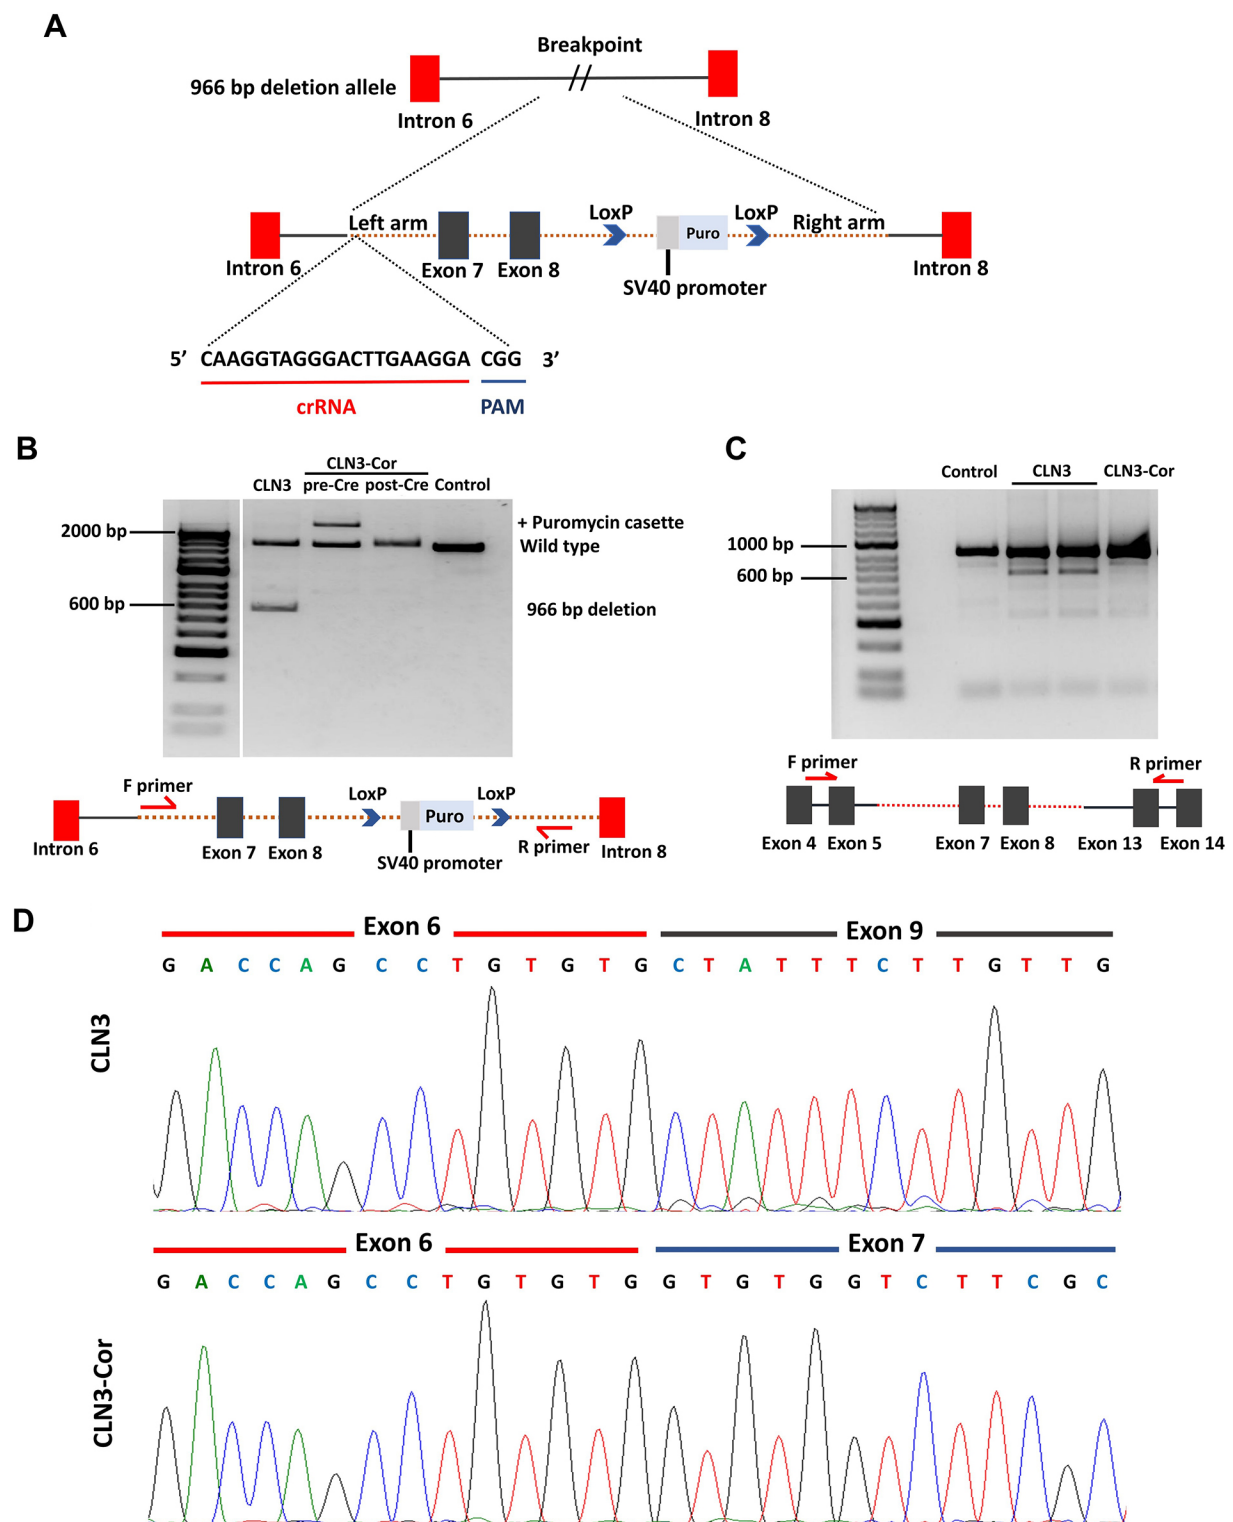 A
Breakpoint
966 bp deletion allele
Intron 6
Intron 8
Left arm
LoxP
Puro
LoxP
Right arm
Intron 6
Exon 7
Exon 8
SV40 promoter
Intron 8
5’ CAAGGTAGGGACTTGAAGGA CGG 3’
crRNA
PAM
B
CLN3-Cor
CLN3 pre-Cre post-Cre Control
2000 bp
+ Puromycin casette
Wild type
600 bp
966 bp deletion
F primer
LoxP
Puro
LoxP
Intron 6
Exon 7
Exon 8
SV40 promoter
R primer
Intron 8
C
Control CLN3 CLN3-Cor
1000 bp
600 bp
F primer
R primer
Exon 4 Exon 5 Exon 7 Exon 8 Exon 13 Exon 14
D
Exon 6 Exon 9
G A C C A G C C T G T G T G C T A T T T C T T G T T G
CLN3
Exon 6 Exon 7
G A C C A G C C T G T G T G G T G T G G T C T T C G C
CLN3-Cor